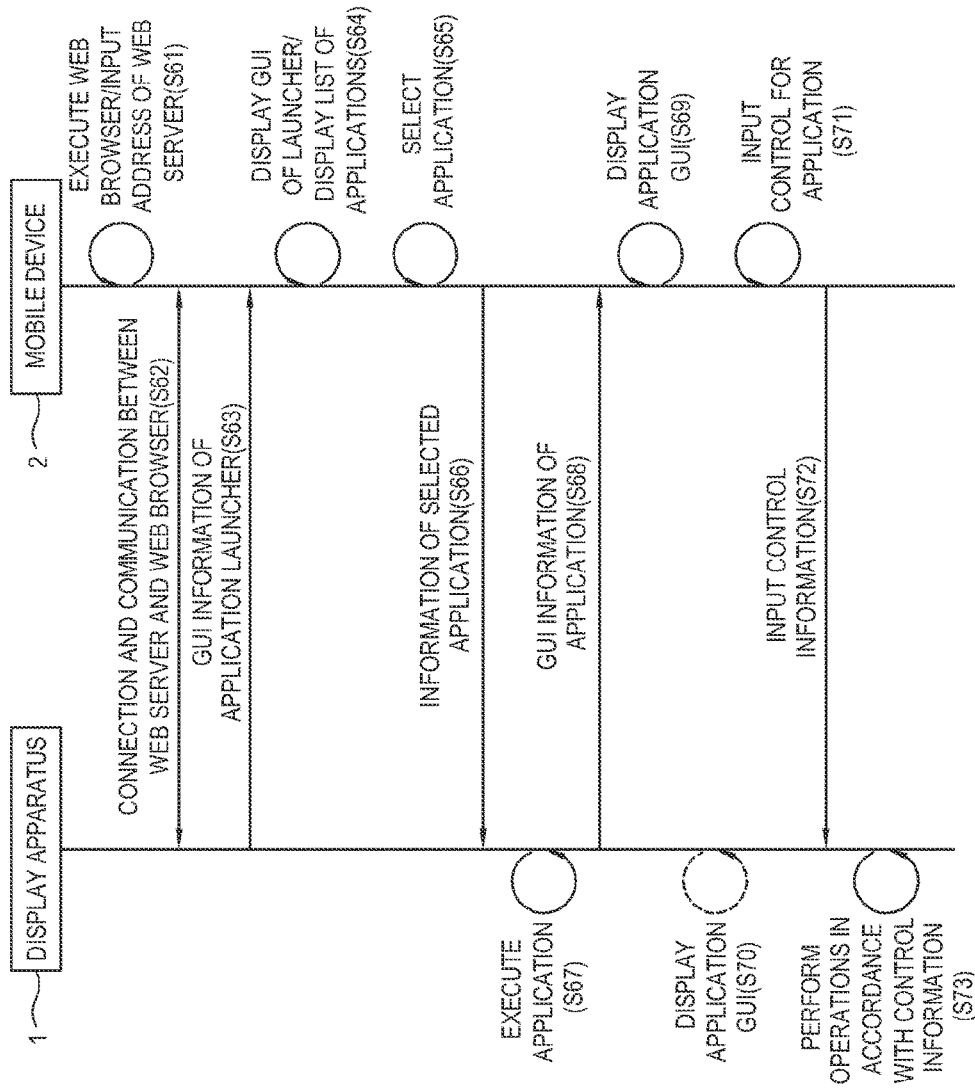 1
DISPLAY APPARATUS
2
MOBILE DEVICE
EXECUTE WEB
BROWSER/INPUT
ADDRESS OF WEB
SERVER(S61)
CONNECTION AND COMMUNICATION BETWEEN
WEB SERVER AND WEB BROWSER(S62)
GUI INFORMATION OF
APPLICATION LAUNCHER(S63)
DISPLAY GUI
OF LAUNCHER/
DISPLAY LIST OF
APPLICATIONS(S64)
SELECT
APPLICATION(S65)
INFORMATION OF SELECTED
APPLICATION(S66)
EXECUTE
APPLICATION
(S67)
GUI INFORMATION OF
APPLICATION(S68)
DISPLAY
APPLICATION
GUI(S69)
DISPLAY
APPLICATION
GUI(S70)
INPUT
CONTROL FOR
APPLICATION
(S71)
INPUT CONTROL
INFORMATION(S72)
PERFORM
OPERATIONS IN
ACCORDANCE
WITH CONTROL
INFORMATION
(S73)